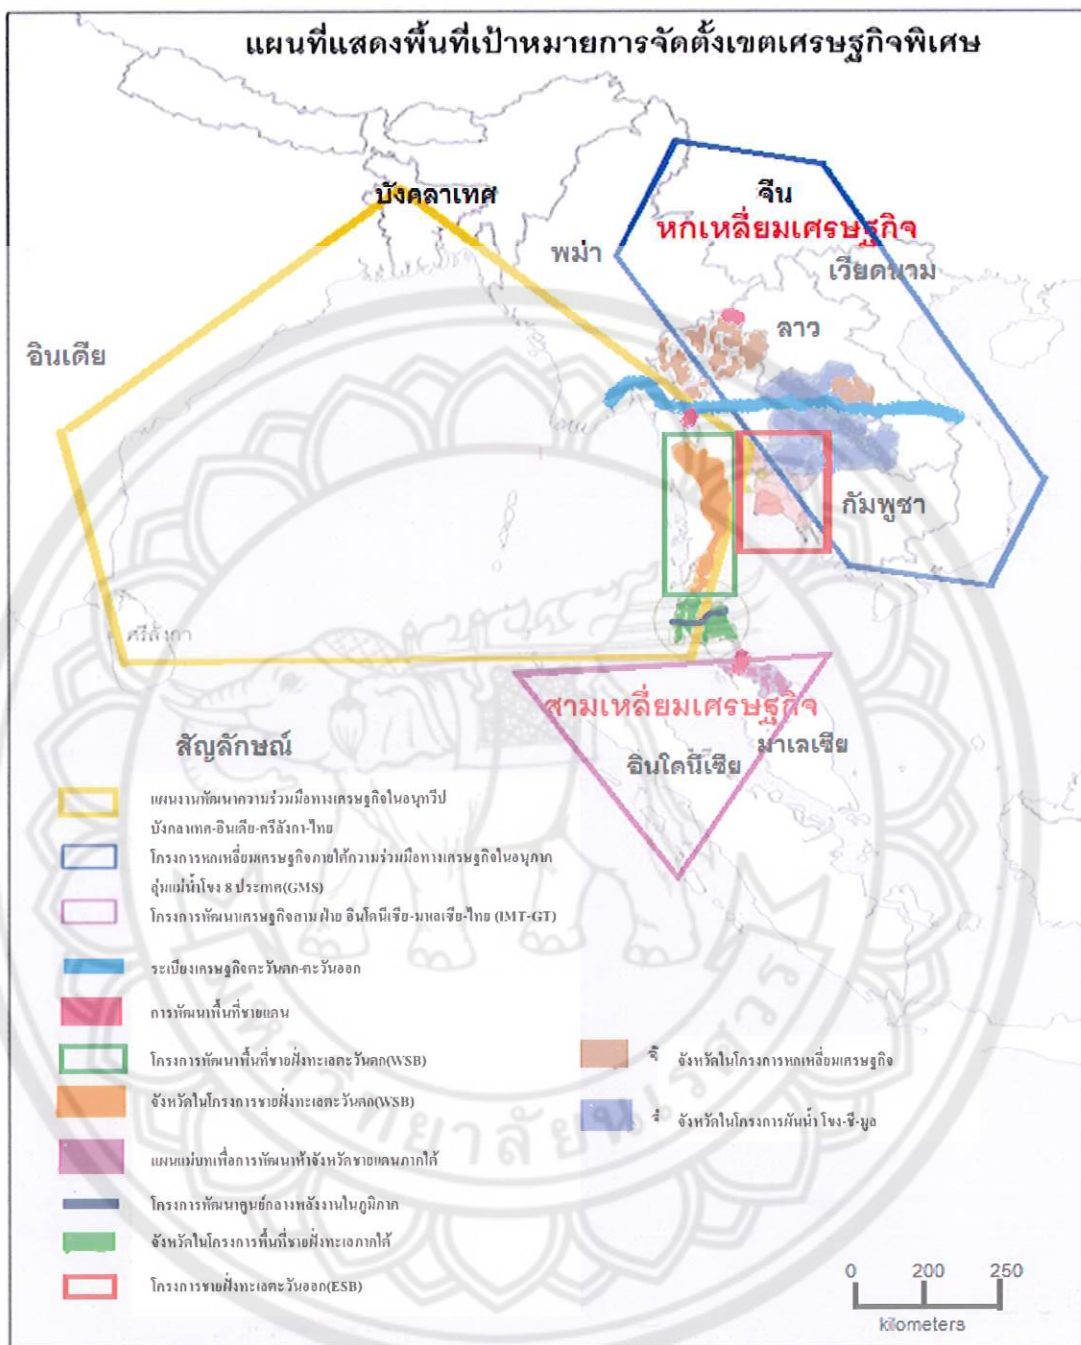 แผนที่แสดงพื้นที่เป้าหมายการจัดตั้งเขตเศรษฐกิจพิเศษ
บังคลาเทศ
จีน
หกเหลี่ยมเศรษฐกิจ
พม่า
เวียดนาม
ลาว
อินเดีย
กัมพูชา
ศรีลังกา
สามเหลี่ยมเศรษฐกิจ
มาเลเซีย
อินโดนีเซีย
สัญลักษณ์
แผนงานพัฒนาความร่วมมือทางเศรษฐกิจในอนุทวีป
บังคลาเทศ-อินเดีย-ศรีลังกา-ไทย
โครงการหกเหลี่ยมเศรษฐกิจภายใต้ความร่วมมือทางเศรษฐกิจในอนุภาค
ลุ่มแม่น้ำโขง 8 ประเทศ(GMS)
โครงการพัฒนาเศรษฐกิจสาม ฝ่าย อินโดนีเซีย-มาเลเซีย-ไทย (IMT-GT)
ระเบียงเศรษฐกิจตะวันตก-ตะวันออก
การพัฒนาพื้นที่ชายแดน
โครงการพัฒนาพื้นที่ชายฝั่งทะเลตะวันตก(WSB)
จังหวัดในโครงการชายฝั่งทะเลตะวันตก(WSB)
แผนแม่บทเพื่อการพัฒนาห้าจังหวัดชายแดนภาคใต้
โครงการพัฒนาศูนย์กลางพลังงานในภูมิภาค
จังหวัดในโครงการพื้นที่ชายฝั่งทะเลภาคใต้
โครงการชายฝั่งทะเลตะวันออก(ESB)
จังหวัดในโครงการหกเหลี่ยมเศรษฐกิจ
จังหวัดในโครงการผันน้ำ โขง-ชี-มูล
0 200 250
kilometers
มหาวิทยาลัยนเรศวร